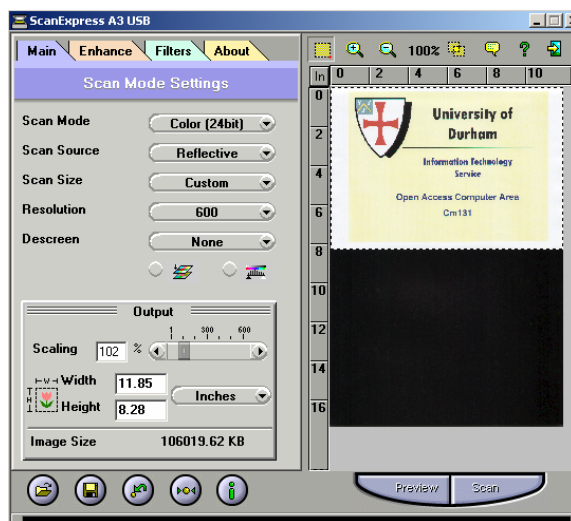 ScanExpress A3 USB
Main Enhance Filters About
Scan Mode Settings
Scan Mode Color (24bit)
Scan Source Reflective
Scan Size Custom
Resolution 600
Descreen None
Output
1 300 600
Scaling 102 %
W Width 11.85
H Height 8.28
Inches
Image Size 106019.62 KB
100%
In 0 2 4 6 8 10
0
2
4
6
8
10
12
14
16
University of
Durham
Information Technology
Service
Open Access Computer Area
Cm131
Preview Scan